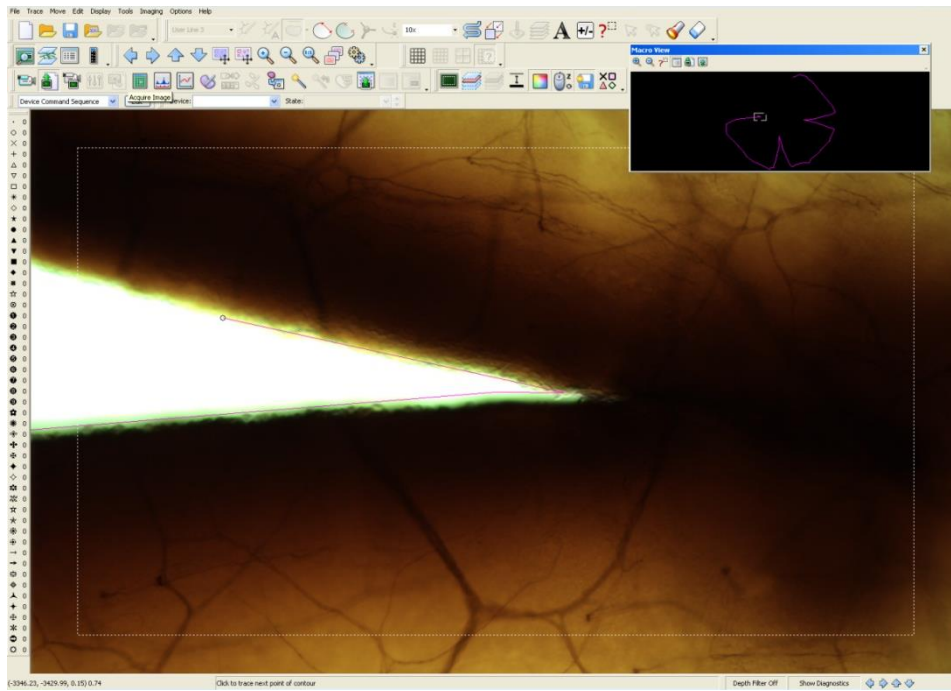 File Trace Move Edit Display Tools Imaging Options Help
User Line 3 10x
A +/- ?
Macro View
Device Command Sequence Device: State:
Acquire Image
(-3346.23, -3429.99, 0.15) 0.74 Click to trace next point of contour Depth Filter Off Show Diagnostics